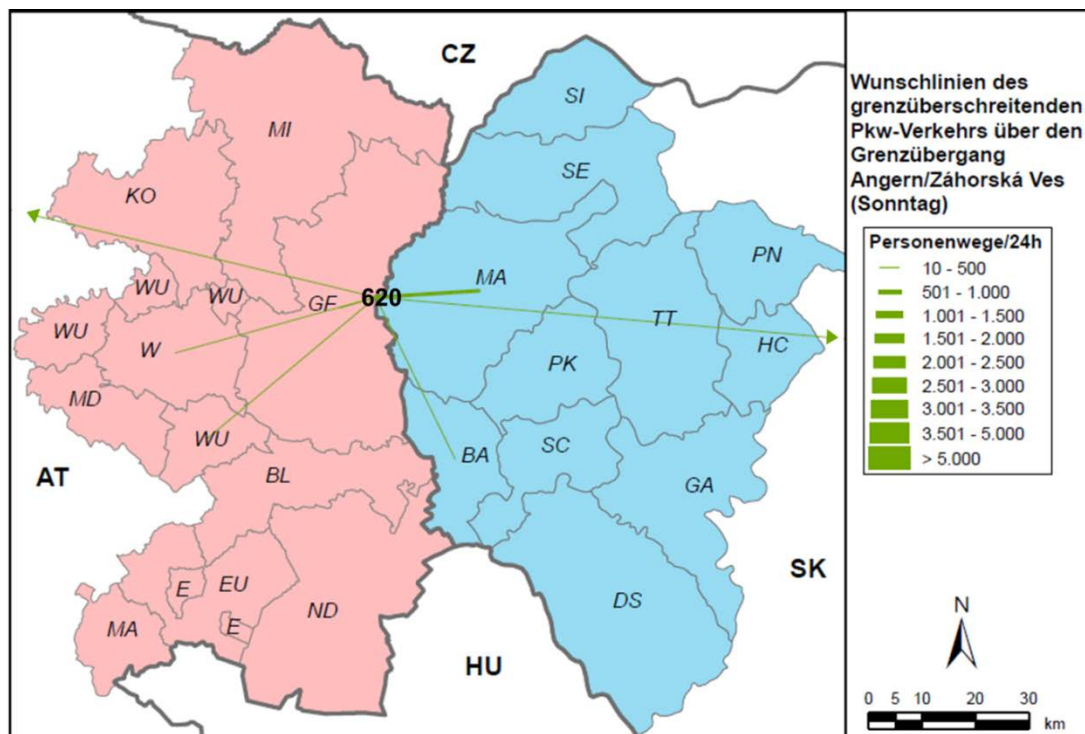 CZ
SI
MI
SE
KO
PN
MA
WU
WU
GF
620
TT
WU
W
HC
PK
MD
WU
SC
BA
AT
BL
GA
SK
E
EU
DS
MA
E
ND
HU
Wunschlinien des
grenzüberschreitenden
Pkw-Verkehrs über den
Grenzübergang
Angern/Záhorská Ves
(Sonntag)
Personenwege/24h
10 - 500
501 - 1.000
1.001 - 1.500
1.501 - 2.000
2.001 - 2.500
2.501 - 3.000
3.001 - 3.500
3.501 - 5.000
> 5.000
N
0 5 10 20 30
km